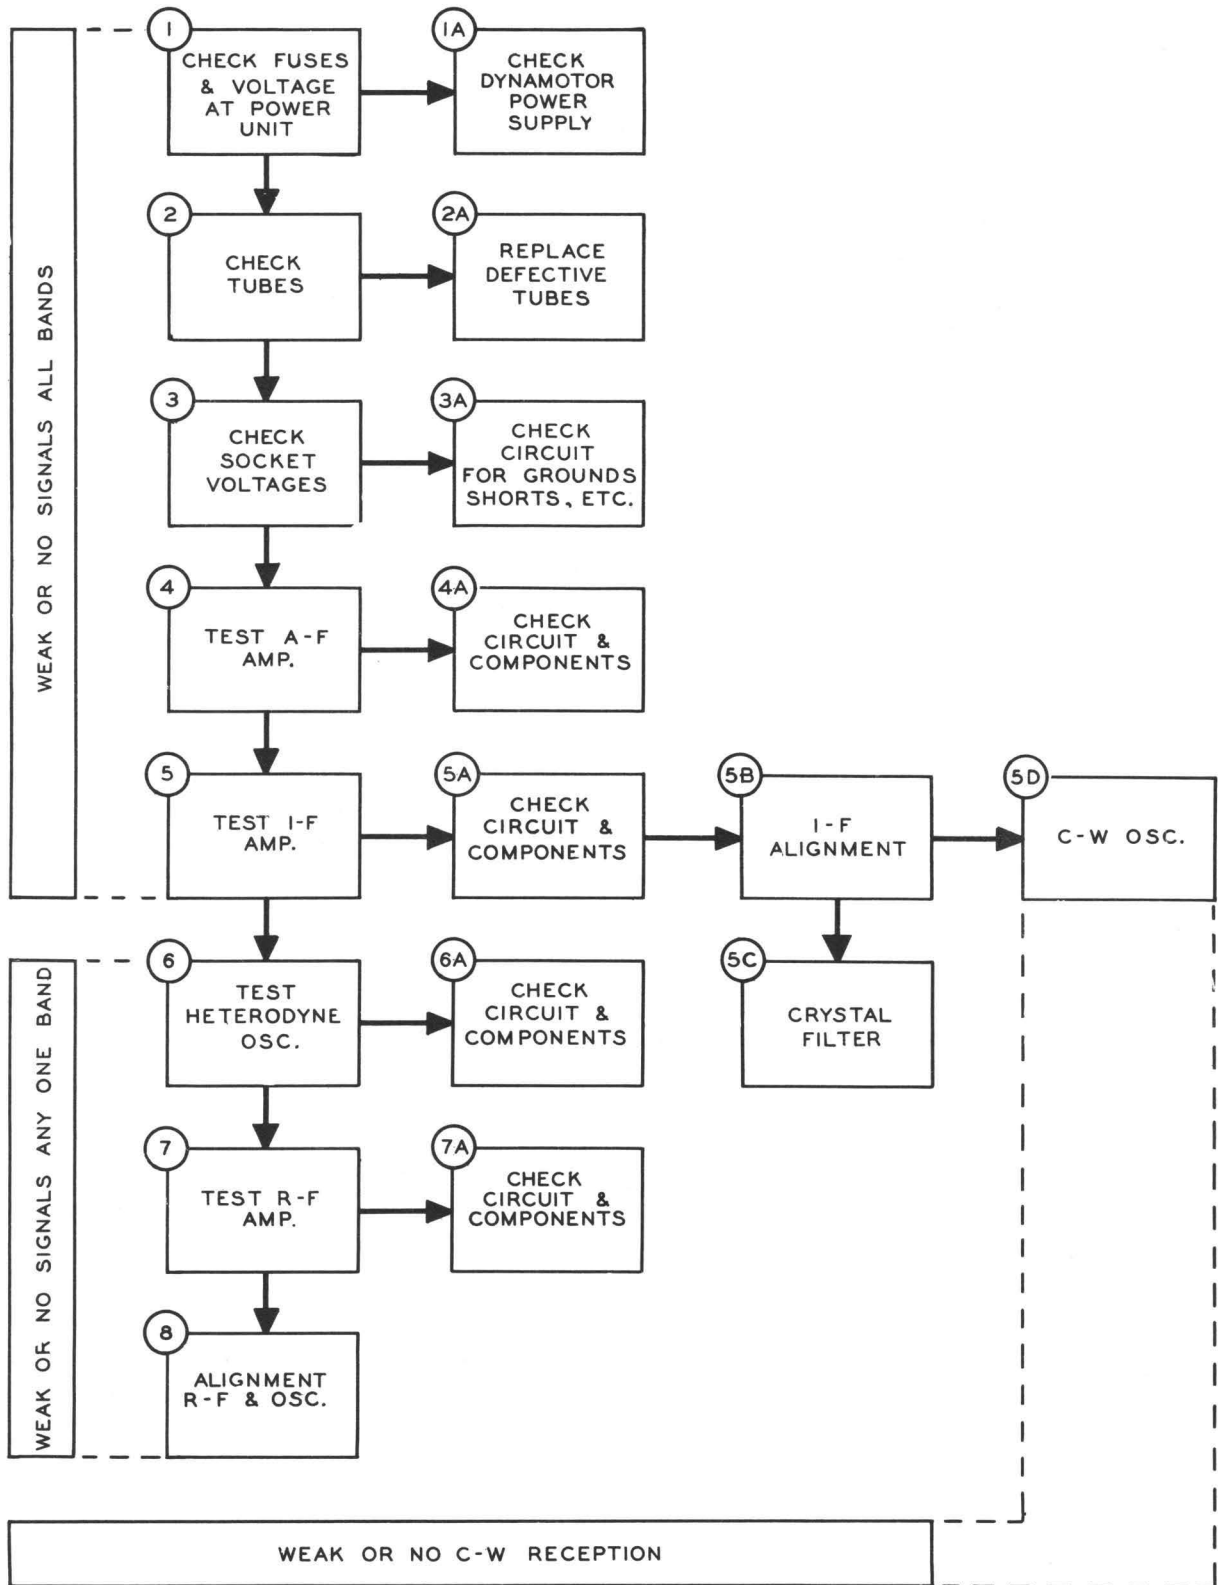 1
CHECK FUSES
& VOLTAGE
AT POWER
UNIT
1A
CHECK
DYNAMOTOR
POWER
SUPPLY
2
CHECK
TUBES
2A
REPLACE
DEFECTIVE
TUBES
3
CHECK
SOCKET
VOLTAGES
3A
CHECK
CIRCUIT
FOR GROUNDS
SHORTS, ETC.
4
TEST A-F
AMP.
4A
CHECK
CIRCUIT &
COMPONENTS
5
TEST I-F
AMP.
5A
CHECK
CIRCUIT &
COMPONENTS
5B
I-F
ALIGNMENT
5D
C-W OSC.
WEAK OR NO SIGNALS ALL BANDS
6
TEST
HETERODYNE
OSC.
6A
CHECK
CIRCUIT &
COMPONENTS
5C
CRYSTAL
FILTER
7
TEST R-F
AMP.
7A
CHECK
CIRCUIT &
COMPONENTS
8
ALIGNMENT
R-F & OSC.
WEAK OR NO SIGNALS ANY ONE BAND
WEAK OR NO C-W RECEPTION